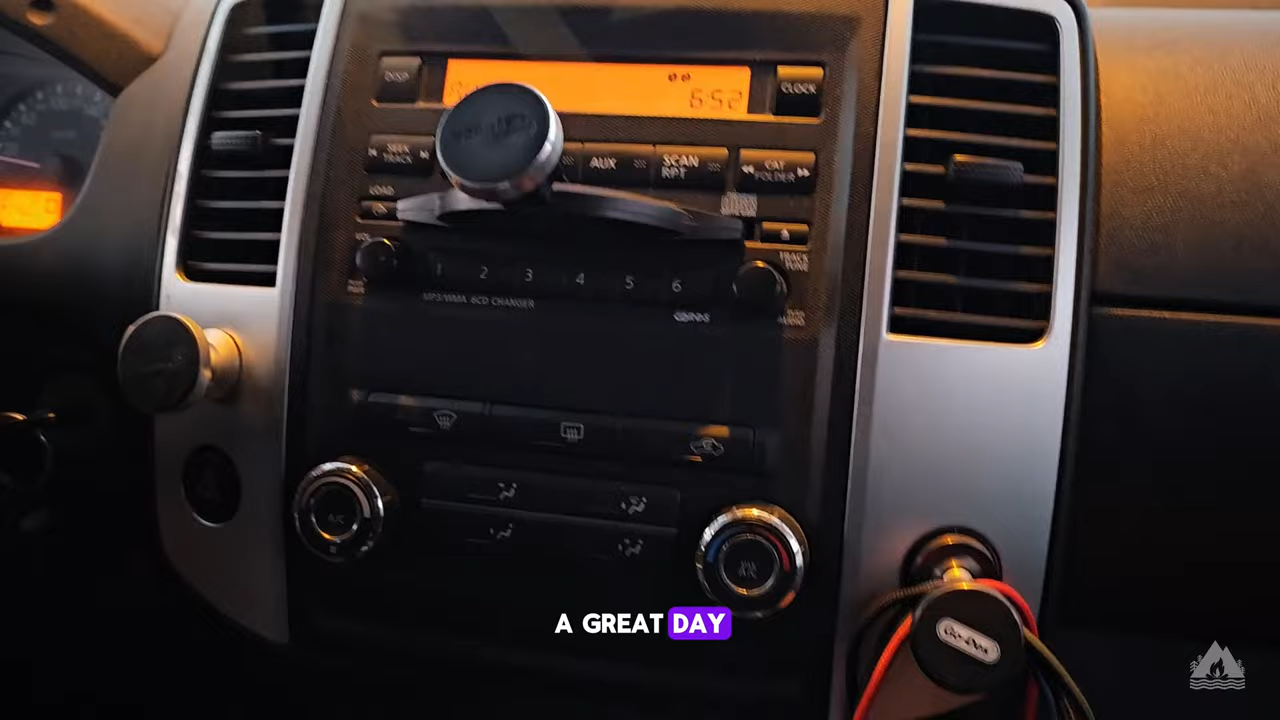 DISP
6:52
CLOCK
SEEK
TRACK
AUX
SCAN
RPT
CAT
FOLDER
LOAD
TRACK
TUNE
1 2 3 4 5 6
MP3/WMA 6CD CHANGER
AUDIO
A/C
A GREAT DAY